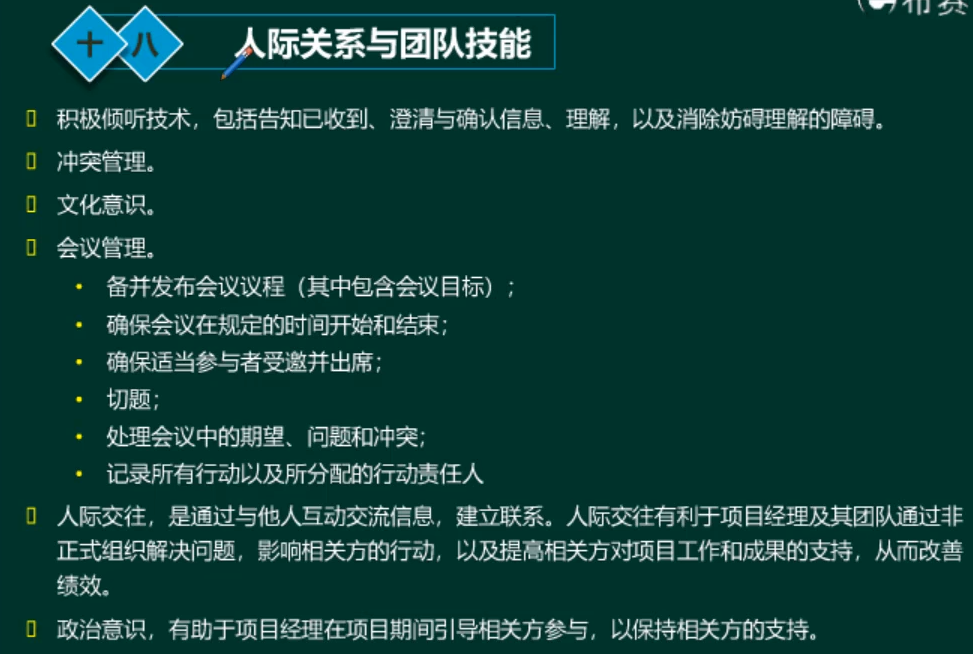 布赛
十八
人际关系与团队技能
积极倾听技术，包括告知已收到、澄清与确认信息、理解，以及消除妨碍理解的障碍。
冲突管理。
文化意识。
会议管理。
• 备并发布会议议程（其中包含会议目标）；
• 确保会议在规定的时间开始和结束；
• 确保适当参与者受邀并出席；
• 切题；
• 处理会议中的期望、问题和冲突；
• 记录所有行动以及所分配的行动责任人
人际交往，是通过与他人互动交流信息，建立联系。人际交往有利于项目经理及其团队通过非
正式组织解决问题，影响相关方的行动，以及提高相关方对项目工作和成果的支持，从而改善
绩效。
政治意识，有助于项目经理在项目期间引导相关方参与，以保持相关方的支持。